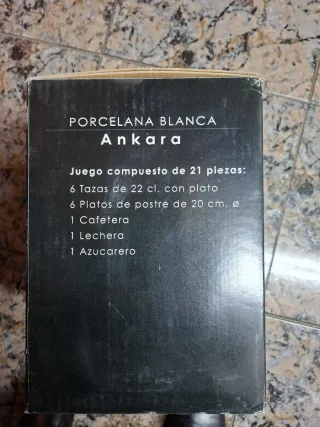 PORCELANA BLANCA
Ankara
Juego compuesto de 21 piezas:
6 Tazas de 22 cl. con plato
6 Platos de postre de 20 cm. ø
1 Cafetera
1 Lechera
1 Azucarero